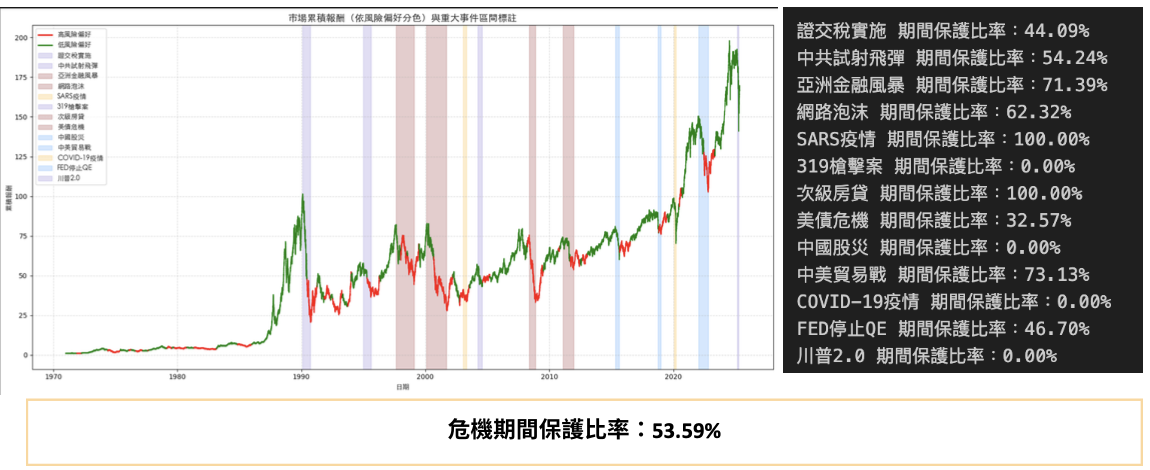 市場累積報酬（依風險偏好分色）與重大事件區間標註
高風險偏好
低風險偏好
證交稅實施
中共試射飛彈
亞洲金融風暴
網路泡沫
SARS疫情
319槍擊案
次級房貸
美債危機
中國股災
中美貿易戰
COVID-19疫情
FED停止QE
川普2.0
累積報酬
200
175
150
125
100
75
50
25
0
1970
1980
1990
2000
2010
2020
日期
證交稅實施 期間保護比率：44.09%
中共試射飛彈 期間保護比率：54.24%
亞洲金融風暴 期間保護比率：71.39%
網路泡沫 期間保護比率：62.32%
SARS疫情 期間保護比率：100.00%
319槍擊案 期間保護比率：0.00%
次級房貸 期間保護比率：100.00%
美債危機 期間保護比率：32.57%
中國股災 期間保護比率：0.00%
中美貿易戰 期間保護比率：73.13%
COVID-19疫情 期間保護比率：0.00%
FED停止QE 期間保護比率：46.70%
川普2.0 期間保護比率：0.00%
危機期間保護比率：53.59%